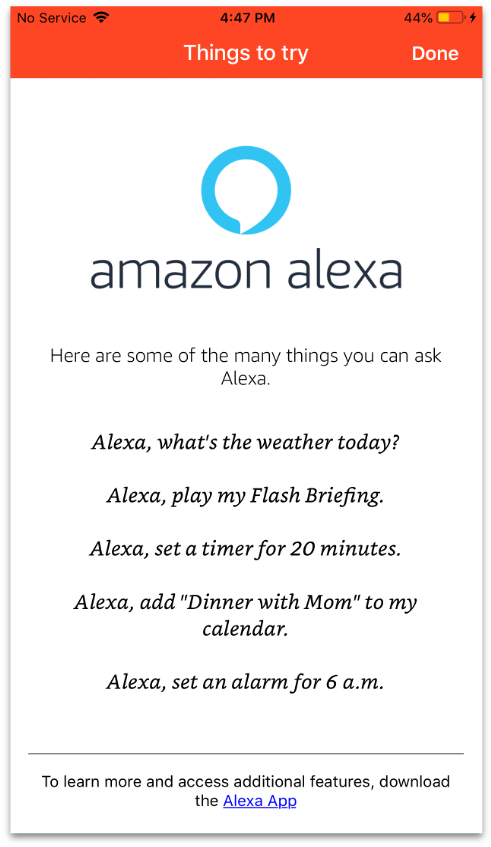 No Service 4:47 PM 44%
Things to try Done
amazon alexa
Here are some of the many things you can ask
Alexa.
Alexa, what's the weather today?
Alexa, play my Flash Briefing.
Alexa, set a timer for 20 minutes.
Alexa, add "Dinner with Mom" to my
calendar.
Alexa, set an alarm for 6 a.m.
To learn more and access additional features, download
the Alexa App